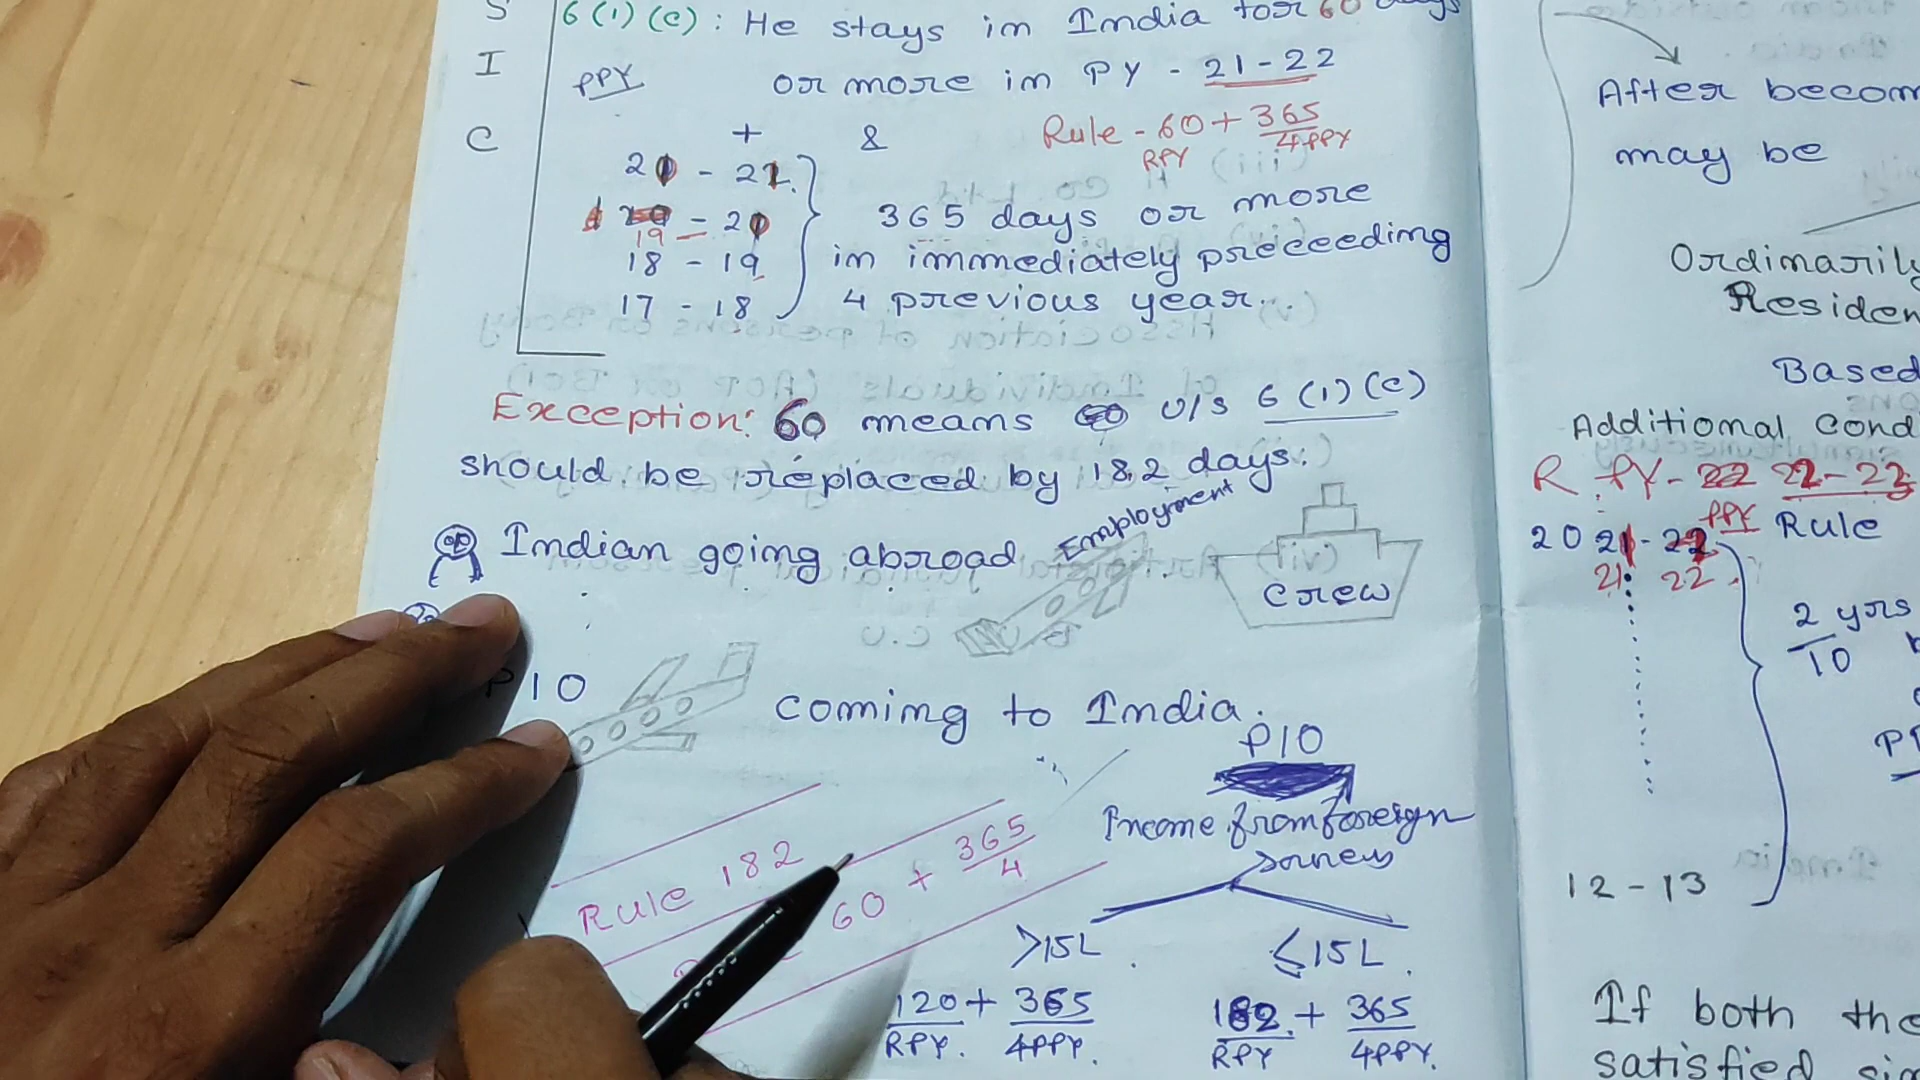 S
I
C
6(1)(c): He stays in India for 60 days
PPY
or more in PY - 21-22
+ &
Rule - 60 + 365
RPY 4PPY
20 - 21
19 - 20
18 - 19
17 - 18
365 days or more
in immediately preceeding
4 previous year...
Exception: 60 means u/s 6(1)(c)
should be replaced by 182 days.
Indian going abroad
Employment
crew
PIO
coming to India.
PIO
Income from foreign
Rule 182
60 + 365
4
>15L
≤15L
120 + 365
RPY. 4PPY.
182 + 365
RPY 4PPY.
After becom
may be
Ordinarily
Residen
Based
Additional Cond
R PY - 22-23
PPY Rule
20 21 - 22
21 22
2 yrs
10
12 - 13
If both the
satisfied sim